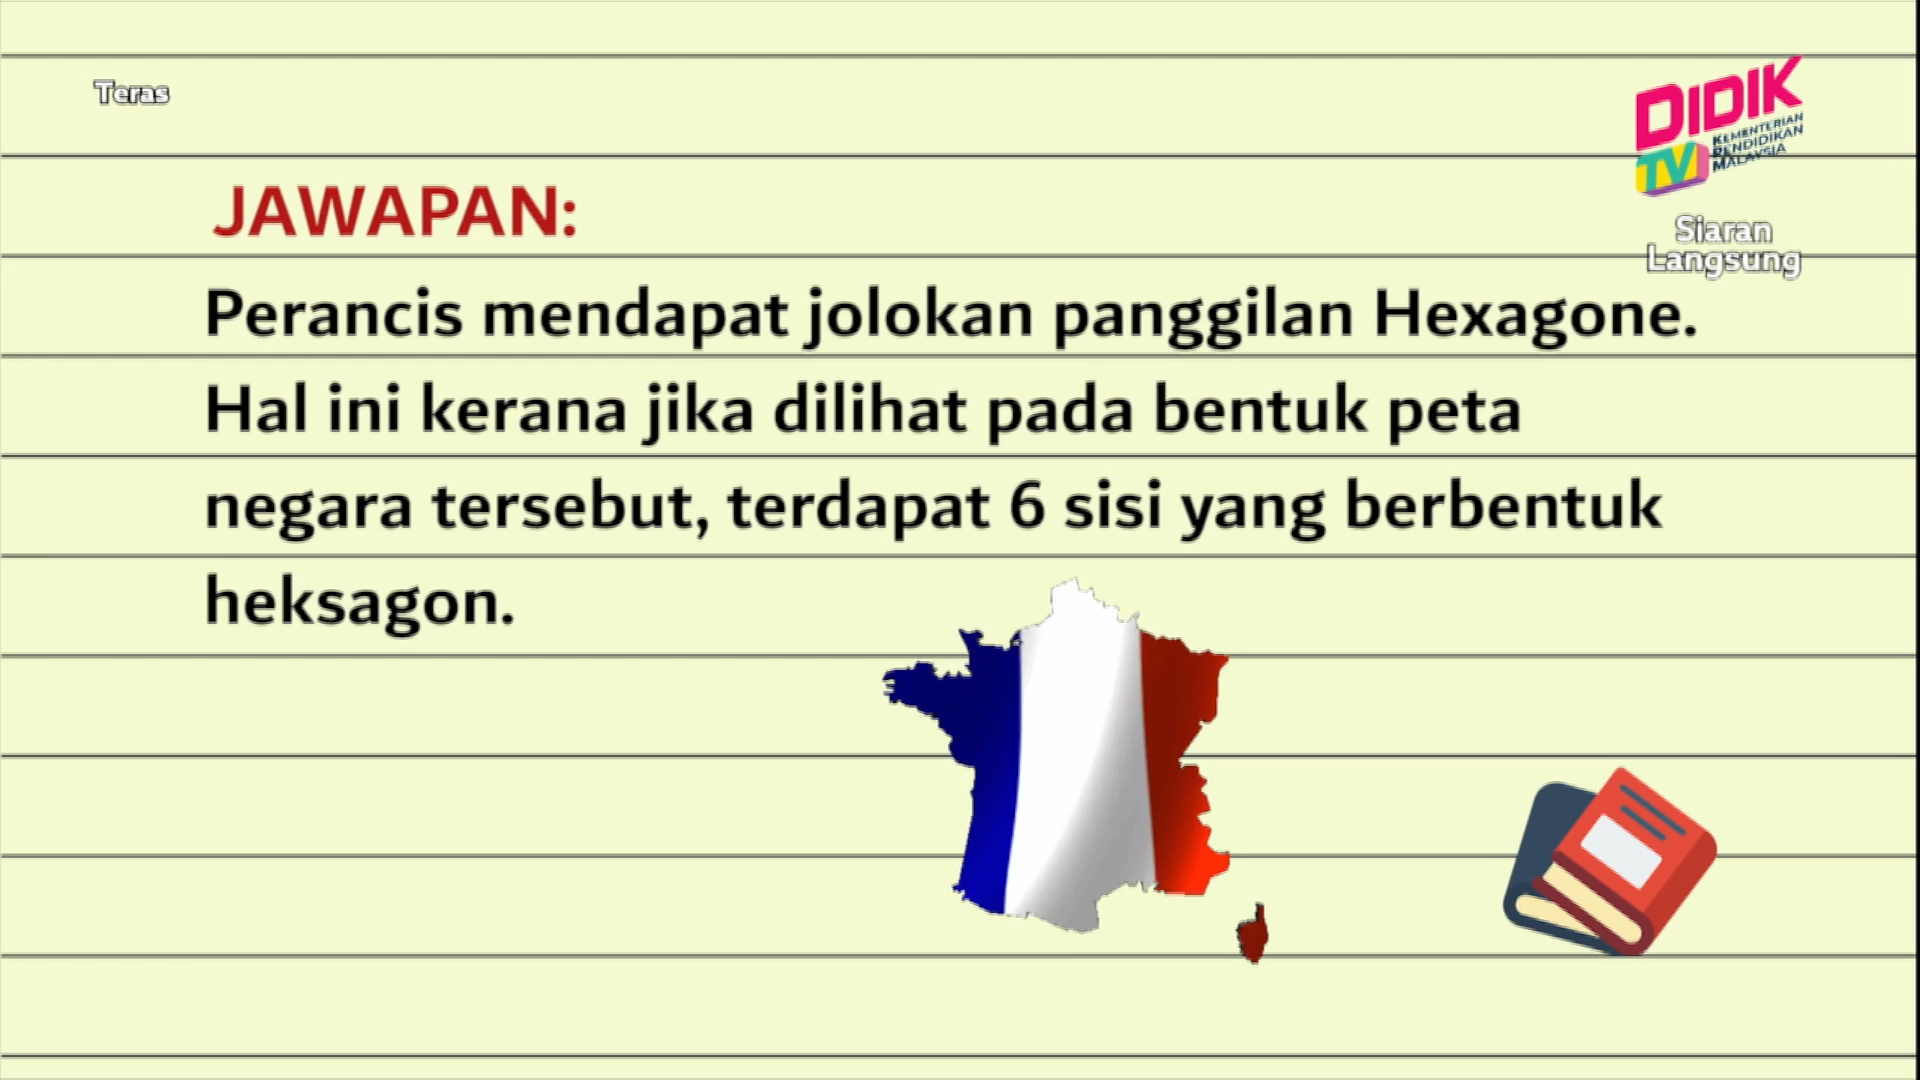 Teras
DIDIK
TV
KEMENTERIAN
PENDIDIKAN
MALAYSIA
Siaran
Langsung
JAWAPAN:
Perancis mendapat jolokan panggilan Hexagone.
Hal ini kerana jika dilihat pada bentuk peta
negara tersebut, terdapat 6 sisi yang berbentuk
heksagon.